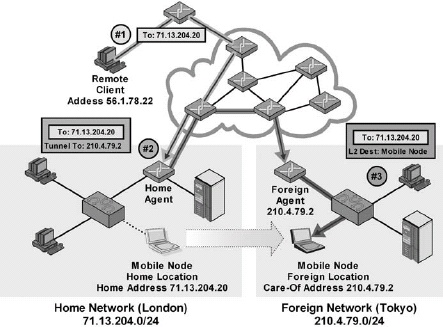 #1
To: 71.13.204.20
Remote
Client
Addess 56.1.78.22
To: 71.13.204.20
Tunnel To: 210.4.79.2
#2
Home
Agent
To: 71.13.204.20
L2 Dest: Mobile Node
#3
Foreign
Agent
210.4.79.2
Mobile Node
Home Location
Home Address 71.13.204.20
Mobile Node
Foreign Location
Care-Of Address 210.4.79.2
Home Network (London)
71.13.204.0/24
Foreign Network (Tokyo)
210.4.79.0/24